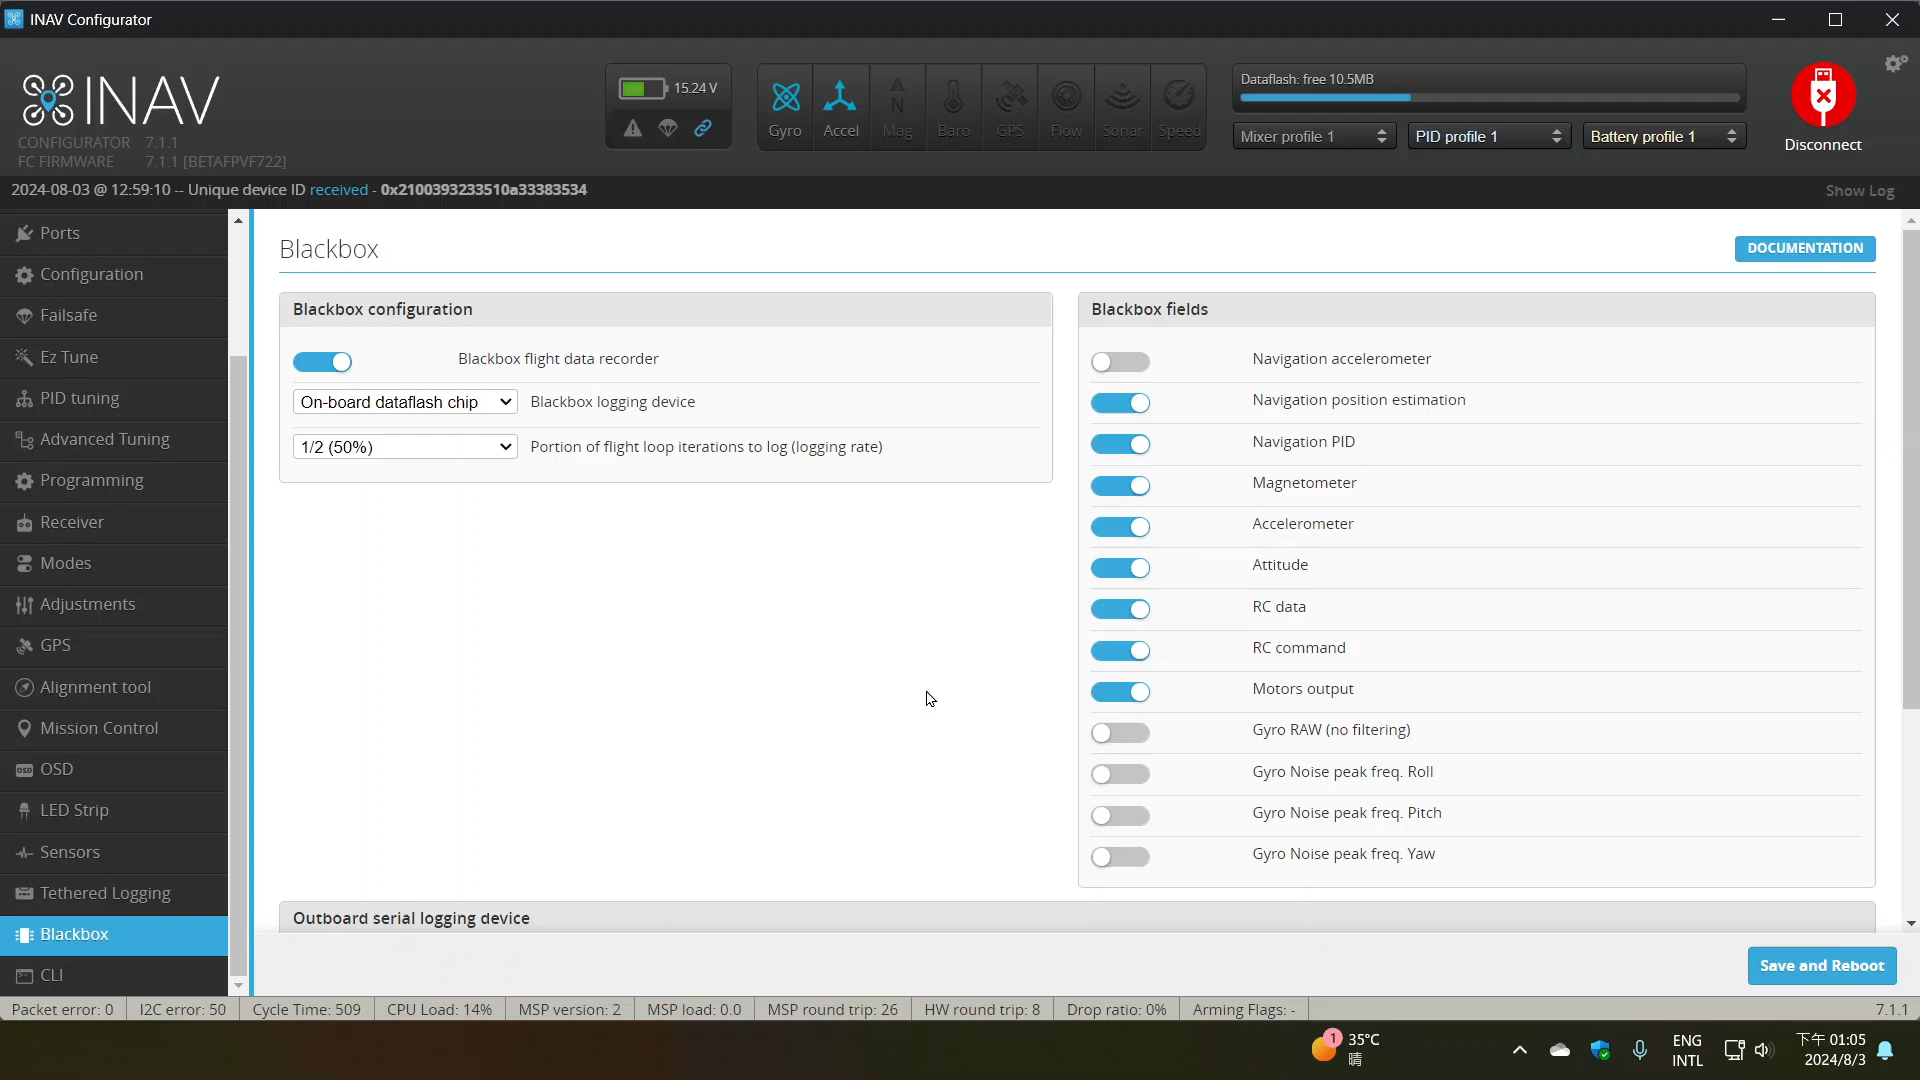 INAV Configurator
INAV
CONFIGURATOR 7.1.1
FC FIRMWARE 7.1.1 [BETAFPVF722]
15.24 V
Gyro
Accel
Mag
Baro
GPS
Flow
Sonar
Speed
Dataflash: free 10.5MB
Mixer profile 1
PID profile 1
Battery profile 1
Disconnect
2024-08-03 @ 12:59:10 -- Unique device ID received - 0x2100393233510a33383534
Show Log
Ports
Configuration
Failsafe
Ez Tune
PID tuning
Advanced Tuning
Programming
Receiver
Modes
Adjustments
GPS
Alignment tool
Mission Control
OSD
LED Strip
Sensors
Tethered Logging
Blackbox
CLI
Blackbox
DOCUMENTATION
Blackbox configuration
Blackbox flight data recorder
On-board dataflash chip Blackbox logging device
1/2 (50%) Portion of flight loop iterations to log (logging rate)
Blackbox fields
Navigation accelerometer
Navigation position estimation
Navigation PID
Magnetometer
Accelerometer
Attitude
RC data
RC command
Motors output
Gyro RAW (no filtering)
Gyro Noise peak freq. Roll
Gyro Noise peak freq. Pitch
Gyro Noise peak freq. Yaw
Outboard serial logging device
Save and Reboot
Packet error: 0 I2C error: 50 Cycle Time: 509 CPU Load: 14% MSP version: 2 MSP load: 0.0 MSP round trip: 26 HW round trip: 8 Drop ratio: 0% Arming Flags: - 7.1.1
1
35°C
晴
ENG
INTL
下午 01:05
2024/8/3